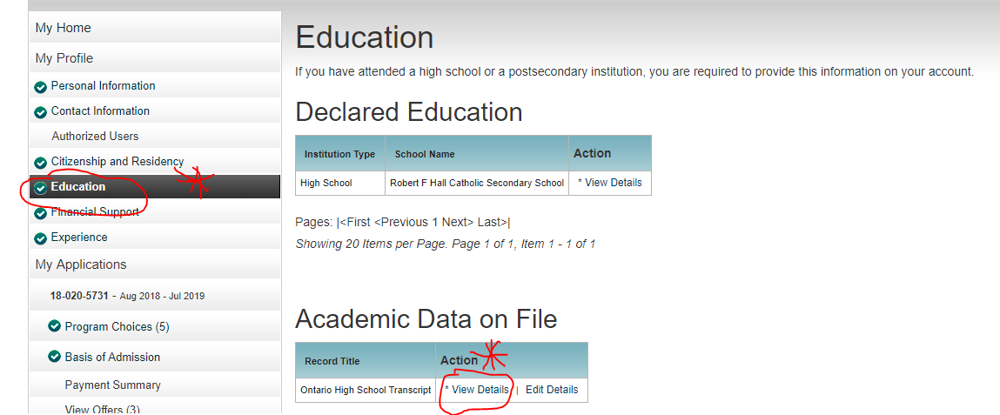 My Home
My Profile
Personal Information
Contact Information
Authorized Users
Citizenship and Residency
Education
Financial Support
Experience
My Applications
18-020-5731 - Aug 2018 - Jul 2019
Program Choices (5)
Basis of Admission
Payment Summary
View Offers (3)
Education
If you have attended a high school or a postsecondary institution, you are required to provide this information on your account.
Declared Education
Institution Type School Name Action
High School Robert F Hall Catholic Secondary School * View Details
Pages: |<First <Previous 1 Next> Last>|
Showing 20 Items per Page. Page 1 of 1, Item 1 - 1 of 1
Academic Data on File
Record Title Action
Ontario High School Transcript * View Details | Edit Details